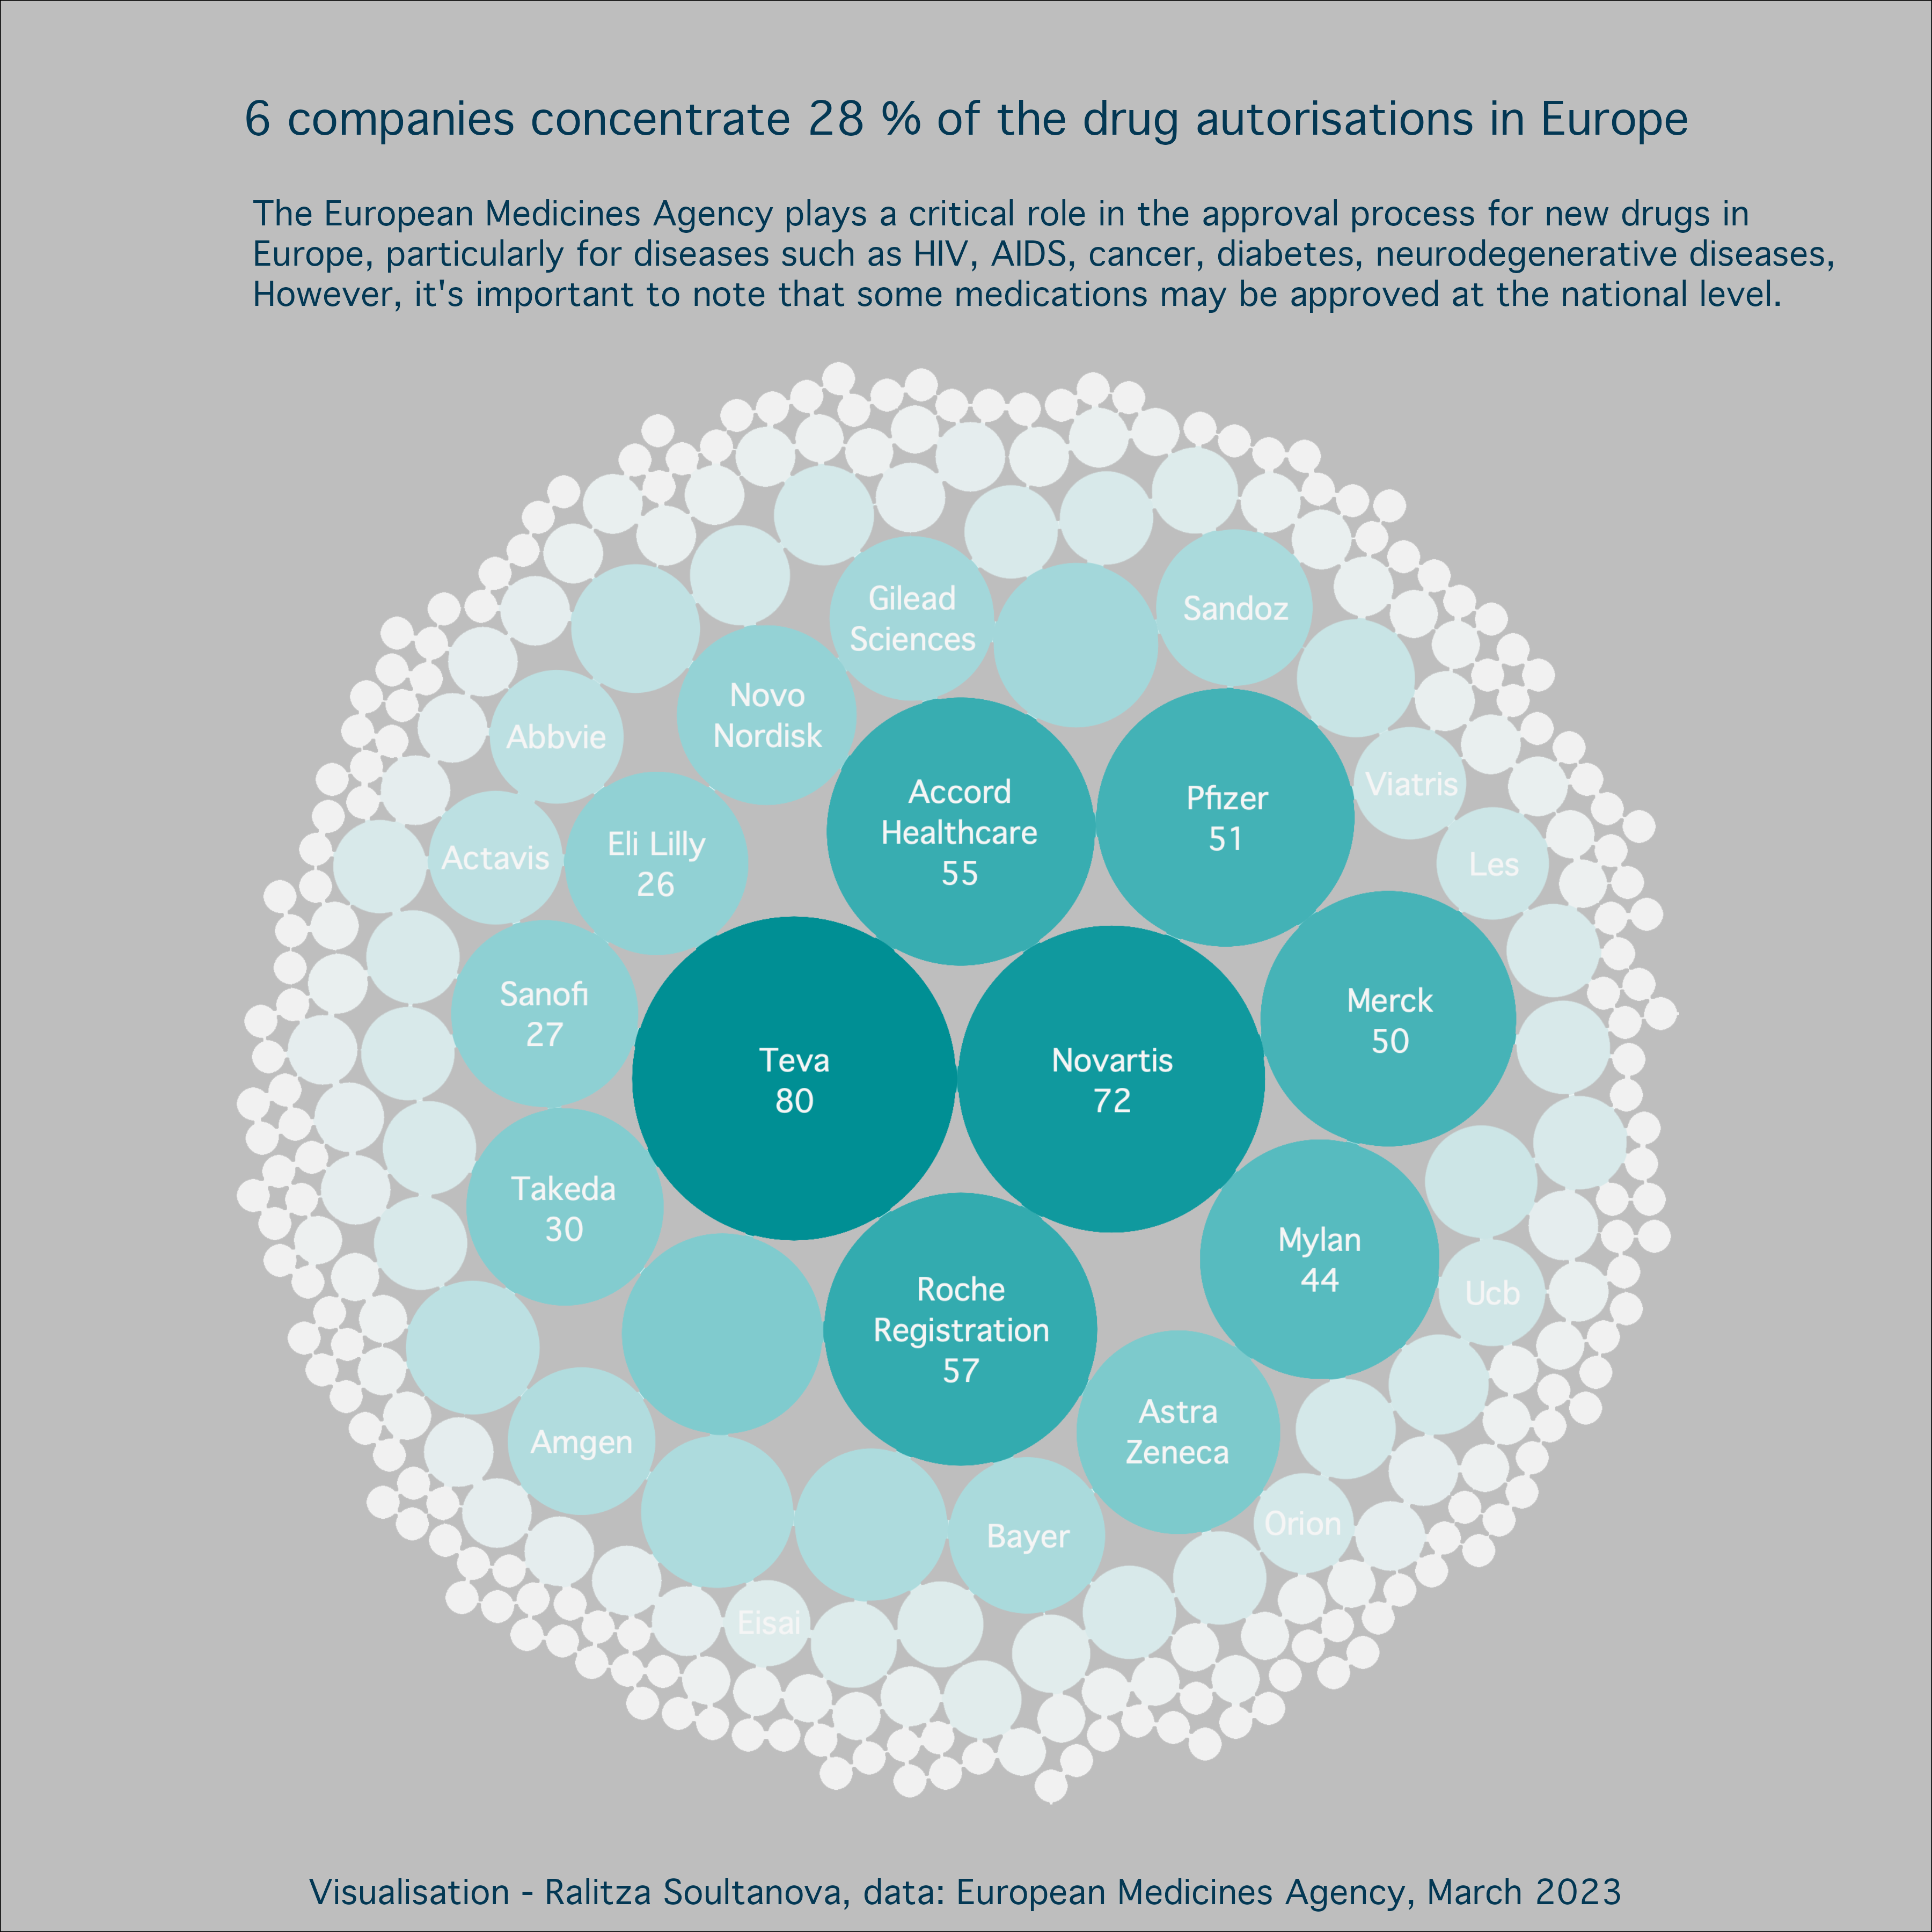 6 companies concentrate 28 % of the drug autorisations in Europe
The European Medicines Agency plays a critical role in the approval process for new drugs in
Europe, particularly for diseases such as HIV, AIDS, cancer, diabetes, neurodegenerative diseases,
However, it's important to note that some medications may be approved at the national level.
Gilead
Sciences
Sandoz
Novo
Nordisk
Abbvie
Accord
Healthcare
55
Pfizer
51
Viatris
Actavis
Eli Lilly
26
Les
Sanofi
27
Merck
50
Teva
80
Novartis
72
Takeda
30
Mylan
44
Ucb
Roche
Registration
57
Astra
Zeneca
Amgen
Bayer
Orion
Eisai
Visualisation - Ralitza Soultanova, data: European Medicines Agency, March 2023